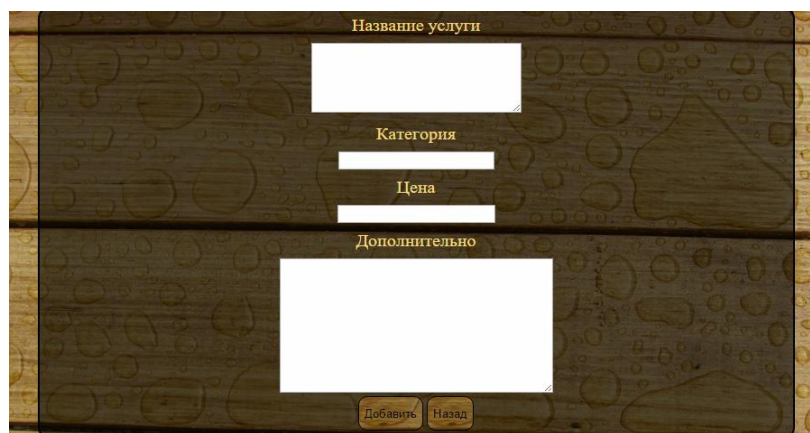 Название услуги
Категория
Цена
Дополнительно
Добавить Назад